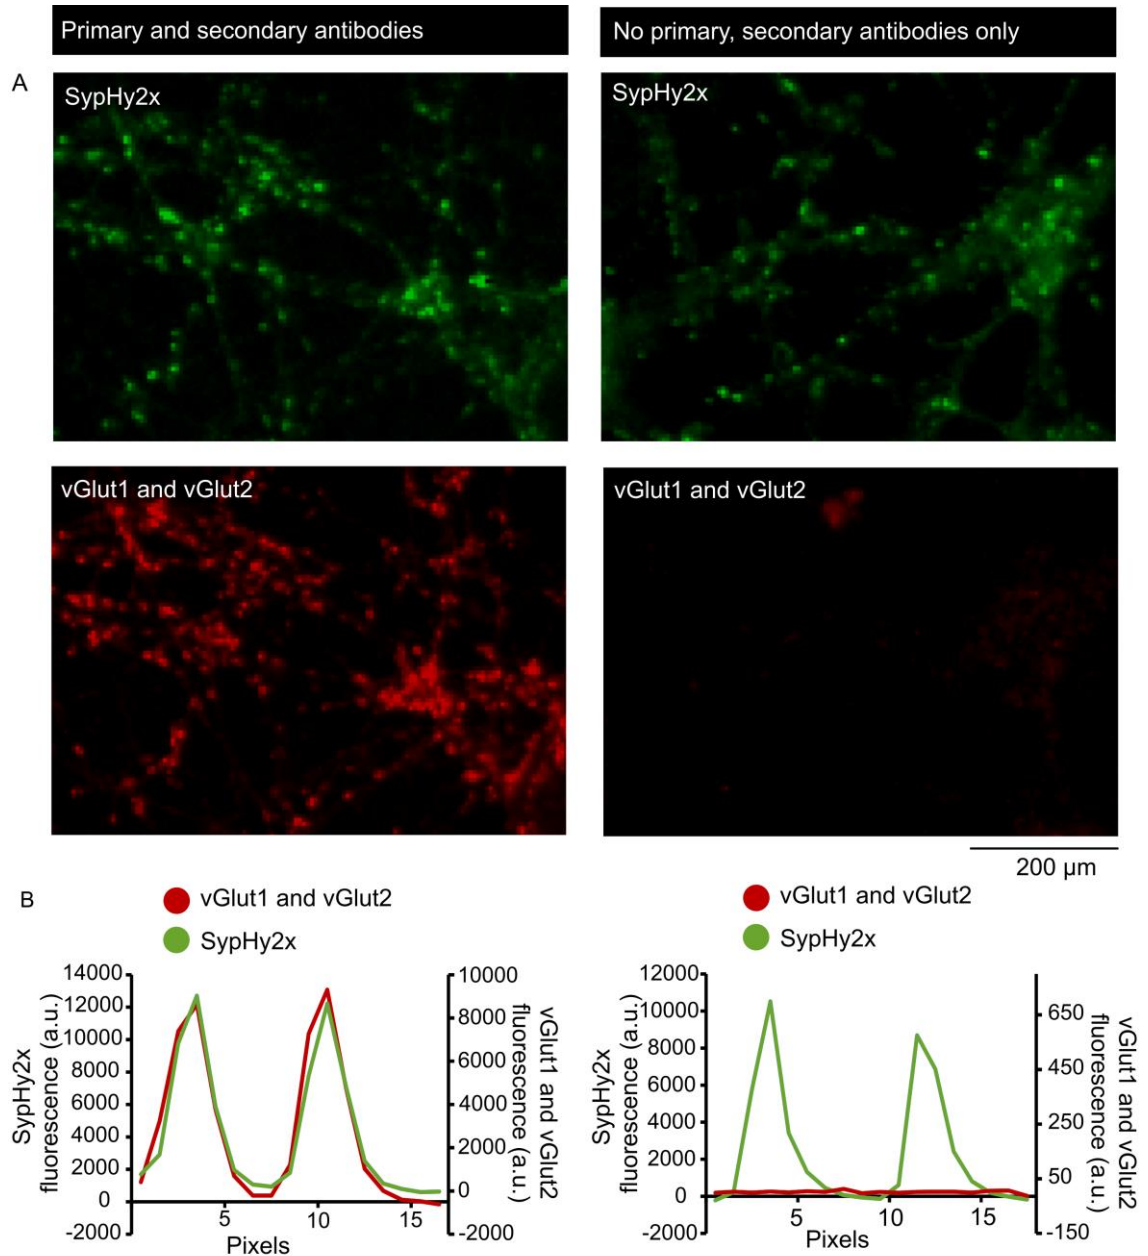 Primary and secondary antibodies
No primary, secondary antibodies only
A
SypHy2x
SypHy2x
vGlut1 and vGlut2
vGlut1 and vGlut2
200 µm
B
vGlut1 and vGlut2
SypHy2x
vGlut1 and vGlut2
SypHy2x
SypHy2x
fluorescence (a.u.)
14000
12000
10000
8000
6000
4000
2000
0
-2000
5
10
15
Pixels
10000
8000
6000
4000
2000
0
-2000
vGlut1 and vGlut2
fluorescence (a.u.)
SypHy2x
fluorescence (a.u.)
12000
10000
8000
6000
4000
2000
0
-2000
5
10
15
Pixels
650
450
250
50
-150
vGlut1 and vGlut2
fluorescence (a.u.)